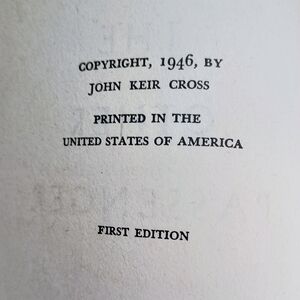 COPYRIGHT, 1946, BY
JOHN KEIR CROSS
PRINTED IN THE
UNITED STATES OF AMERICA
FIRST EDITION